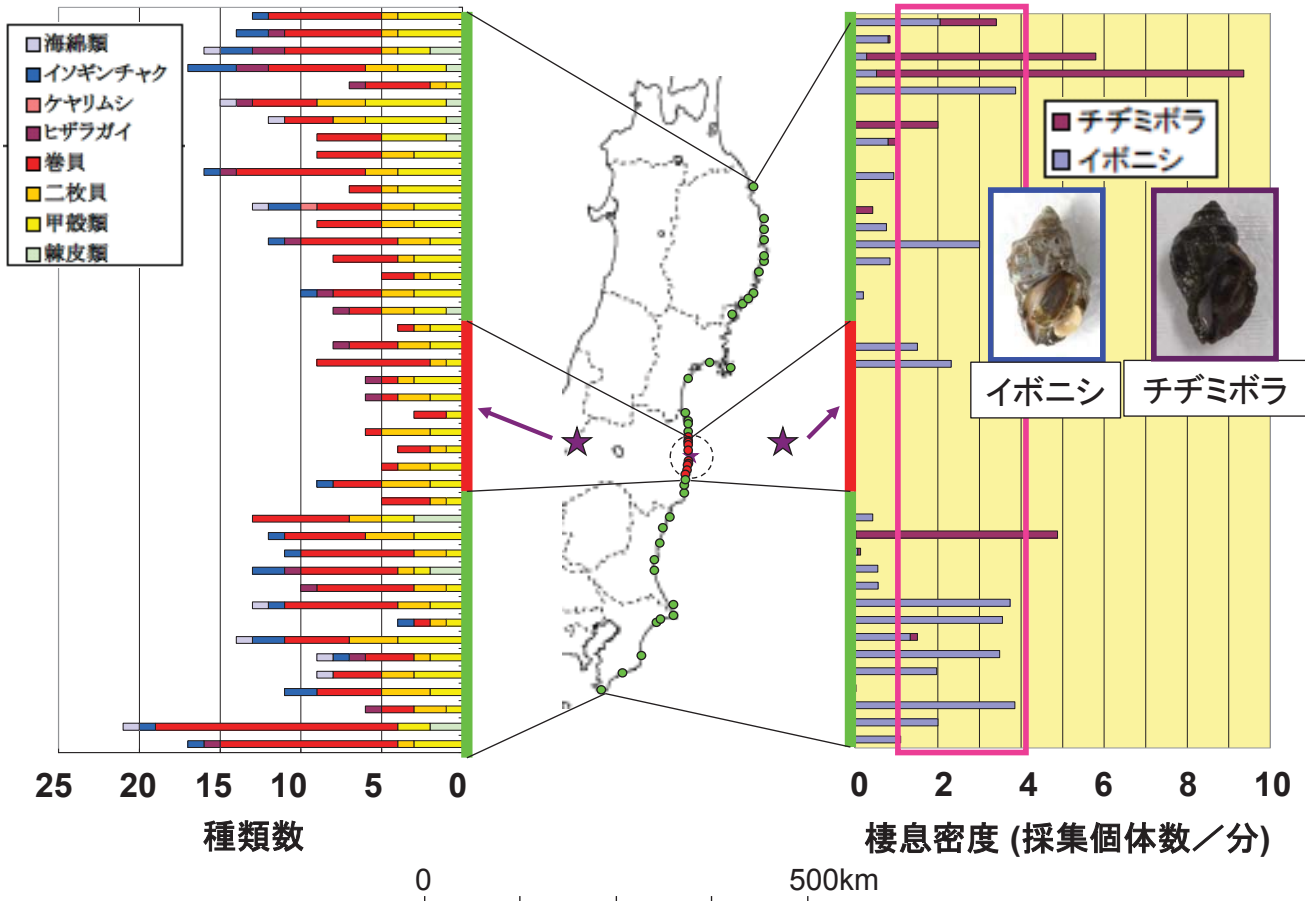 海綿類
イソギンチャク
ケヤリムシ
ヒザラガイ
巻貝
二枚貝
甲殻類
棘皮類
チヂミボラ
イボニシ
イボニシ
チヂミボラ
25 20 15 10 5 0
種類数
0 2 4 6 8 10
棲息密度 (採集個体数／分)
0 500km